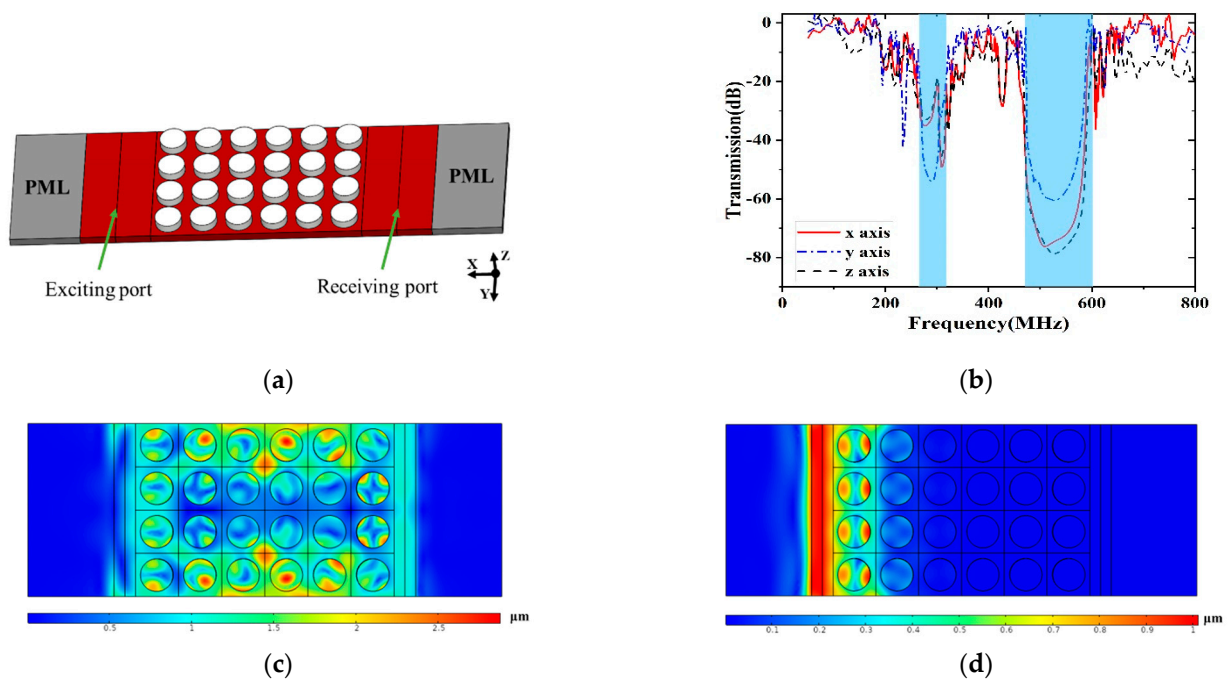 PML
PML
Exciting port
Receiving port
X
Z
Y
(a)
0
-20
-40
-60
-80
Transmission(dB)
x axis
y axis
z axis
0
200
400
600
800
Frequency(MHz)
(b)
0.5
1
1.5
2
2.5
μm
(c)
0.1
0.2
0.3
0.4
0.5
0.6
0.7
0.8
0.9
1
μm
(d)